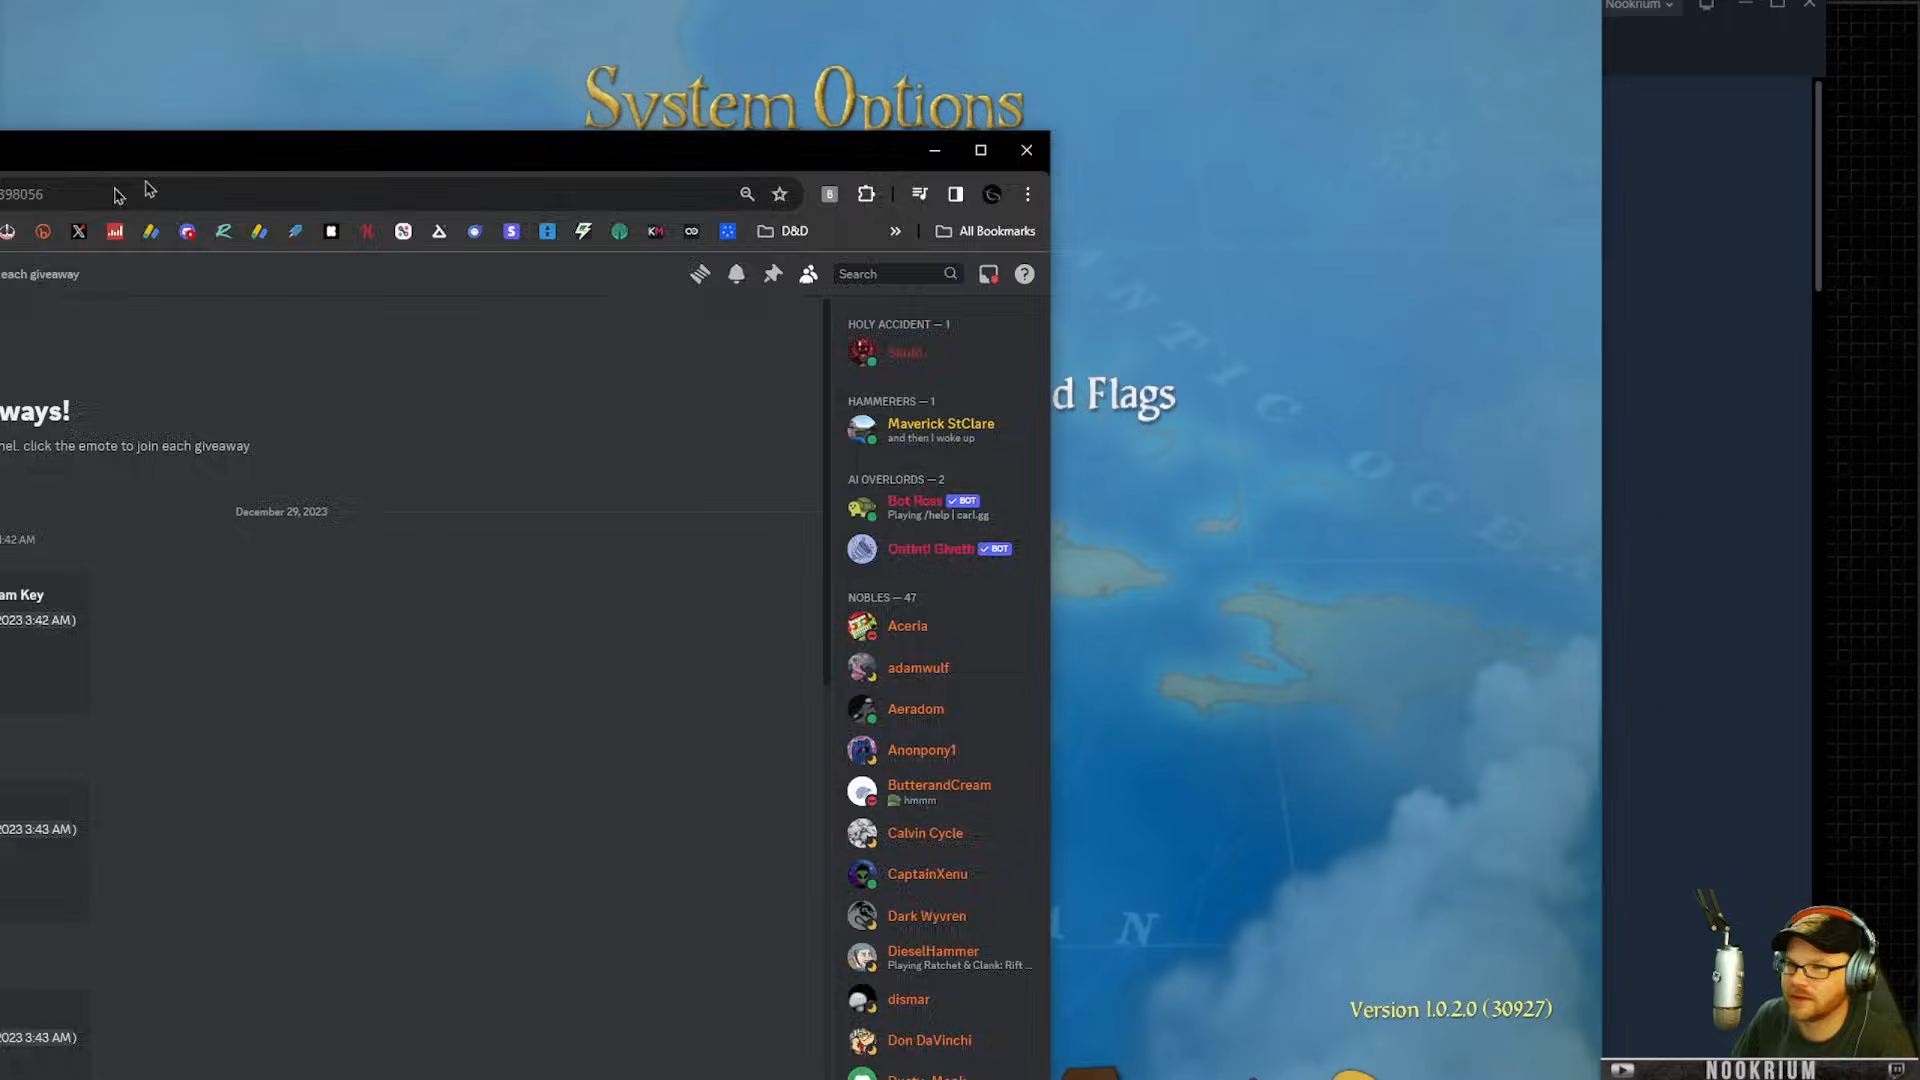 Nookrium
System Options
398056
D&D
All Bookmarks
each giveaway
Search
HOLY ACCIDENT — 1
Skuld
HAMMERERS — 1
Maverick StClare
and then I woke up
d Flags
ways!
nel. click the emote to join each giveaway
AI OVERLORDS — 2
Bot Ross BOT
Playing /help | carl.gg
December 29, 2023
:42 AM
BOT
am Key
2023 3:42 AM)
NOBLES — 47
Aceria
adamwulf
Aeradom
Anonpony1
ButterandCream
hmmm
2023 3:43 AM)
Calvin Cycle
CaptainXenu
Dark Wyvren
DieselHammer
Playing Ratchet & Clank: Rift ...
dismar
Version 1.0.2.0 (30927)
2023 3:43 AM)
Don DaVinchi
NOOKRIUM